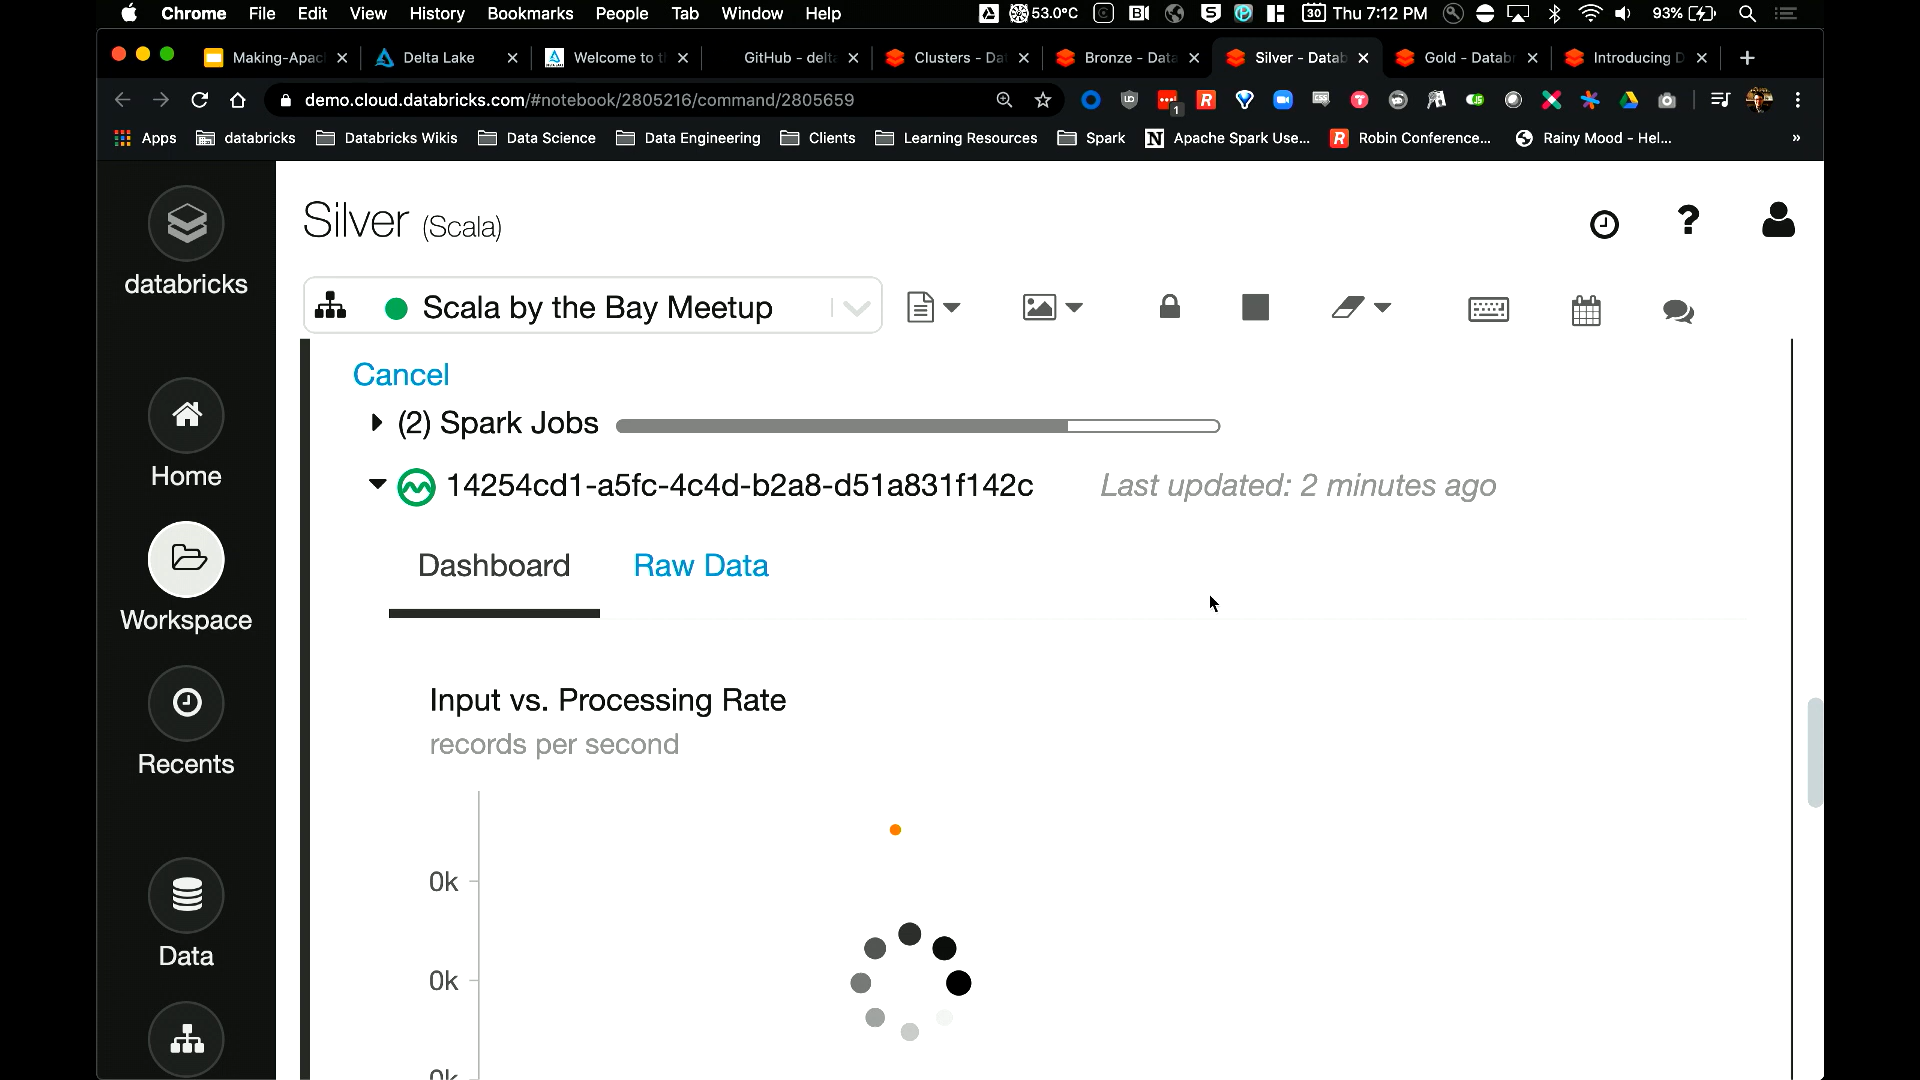 Chrome File Edit View History Bookmarks People Tab Window Help 53.0°C 30 Thu 7:12 PM 93%
Making-Apac Delta Lake Welcome to t GitHub - delt Clusters - Dat Bronze - Data Silver - Datab Gold - Databr Introducing D
demo.cloud.databricks.com/#notebook/2805216/command/2805659
Apps databricks Databricks Wikis Data Science Data Engineering Clients Learning Resources Spark Apache Spark Use... Robin Conference... Rainy Mood - Hel... »
databricks
Home
Workspace
Recents
Data
Silver (Scala)
?
Scala by the Bay Meetup
Cancel
(2) Spark Jobs
14254cd1-a5fc-4c4d-b2a8-d51a831f142c Last updated: 2 minutes ago
Dashboard Raw Data
Input vs. Processing Rate
records per second
0k
0k
0k